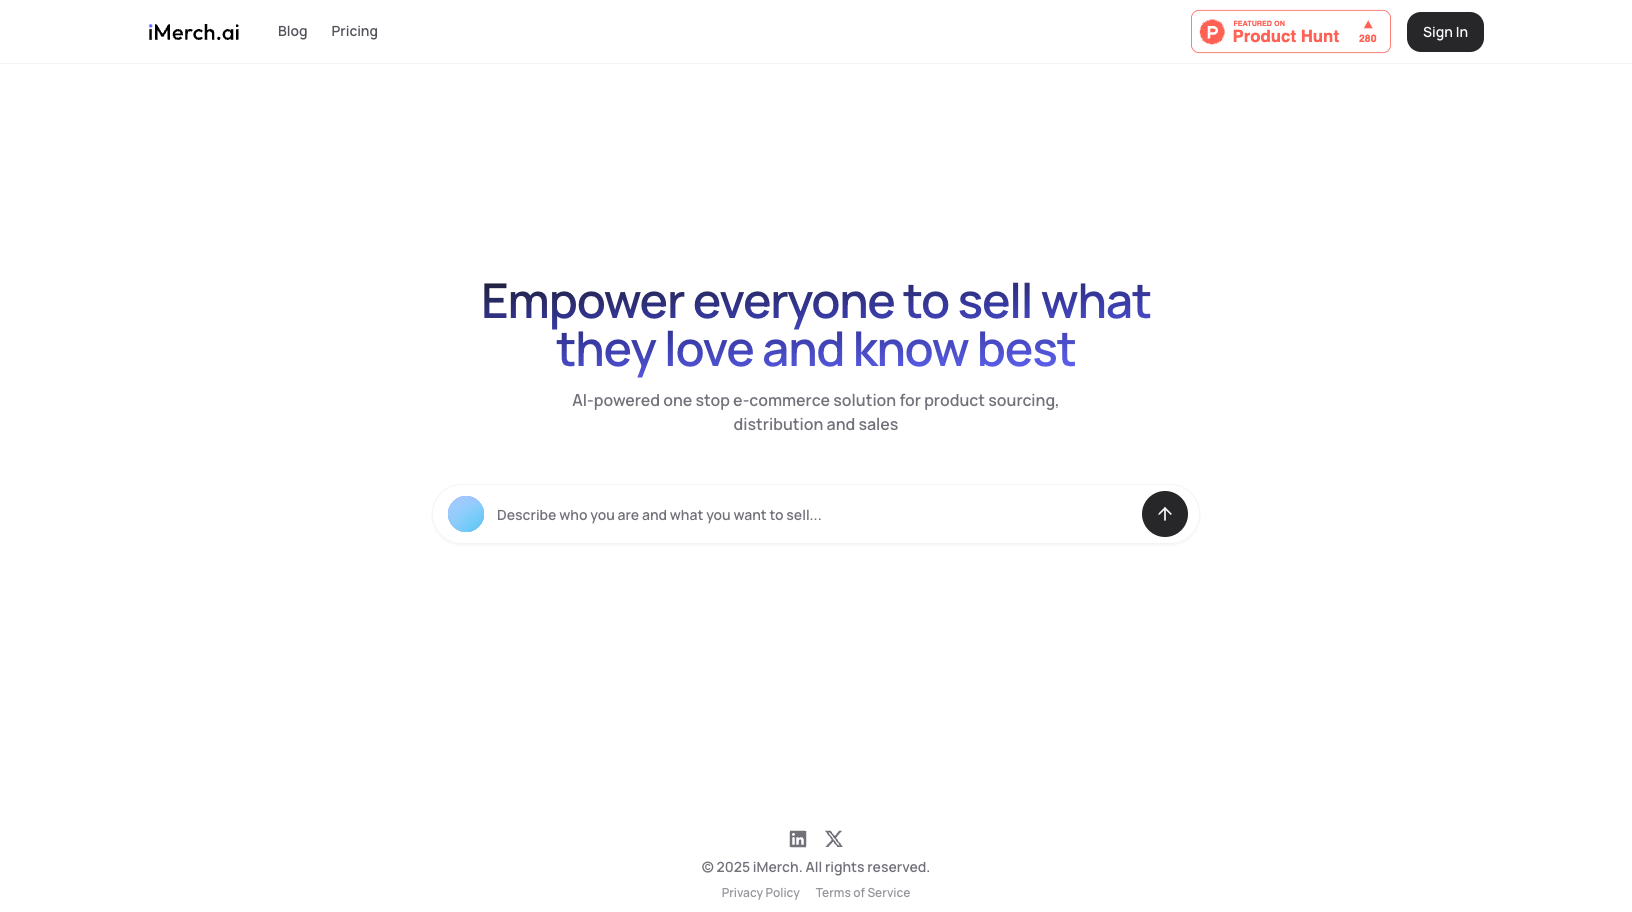 iMerch.ai
Blog
Pricing
FEATURED ON
Product Hunt
280
Sign In
Empower everyone to sell what
they love and know best
AI-powered one stop e-commerce solution for product sourcing,
distribution and sales
Describe who you are and what you want to sell...
© 2025 iMerch. All rights reserved.
Privacy Policy
Terms of Service